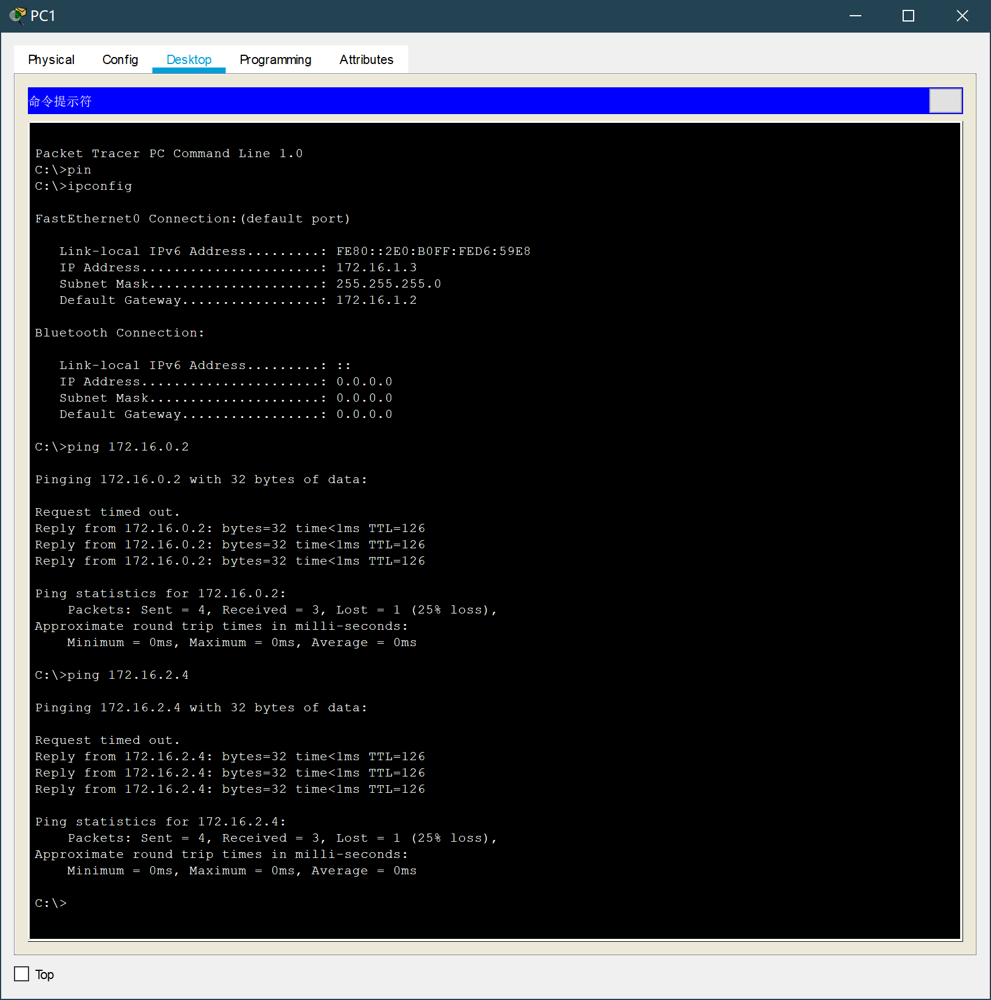 PC1
Physical Config Desktop Programming Attributes
命令提示符
Packet Tracer PC Command Line 1.0
C:\>pin
C:\>ipconfig
FastEthernet0 Connection:(default port)
Link-local IPv6 Address.........: FE80::2E0:B0FF:FED6:59E8
IP Address......................: 172.16.1.3
Subnet Mask.....................: 255.255.255.0
Default Gateway.................: 172.16.1.2
Bluetooth Connection:
Link-local IPv6 Address.........: ::
IP Address......................: 0.0.0.0
Subnet Mask.....................: 0.0.0.0
Default Gateway.................: 0.0.0.0
C:\>ping 172.16.0.2
Pinging 172.16.0.2 with 32 bytes of data:
Request timed out.
Reply from 172.16.0.2: bytes=32 time<1ms TTL=126
Reply from 172.16.0.2: bytes=32 time<1ms TTL=126
Reply from 172.16.0.2: bytes=32 time<1ms TTL=126
Ping statistics for 172.16.0.2:
Packets: Sent = 4, Received = 3, Lost = 1 (25% loss),
Approximate round trip times in milli-seconds:
Minimum = 0ms, Maximum = 0ms, Average = 0ms
C:\>ping 172.16.2.4
Pinging 172.16.2.4 with 32 bytes of data:
Request timed out.
Reply from 172.16.2.4: bytes=32 time<1ms TTL=126
Reply from 172.16.2.4: bytes=32 time<1ms TTL=126
Reply from 172.16.2.4: bytes=32 time<1ms TTL=126
Ping statistics for 172.16.2.4:
Packets: Sent = 4, Received = 3, Lost = 1 (25% loss),
Approximate round trip times in milli-seconds:
Minimum = 0ms, Maximum = 0ms, Average = 0ms
C:\>
Top